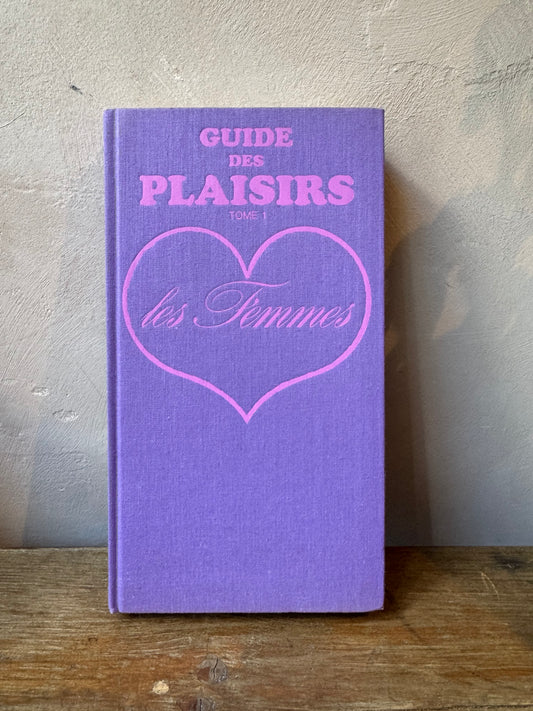 GUIDE
DES
PLAISIRS
TOME 1
les Femmes